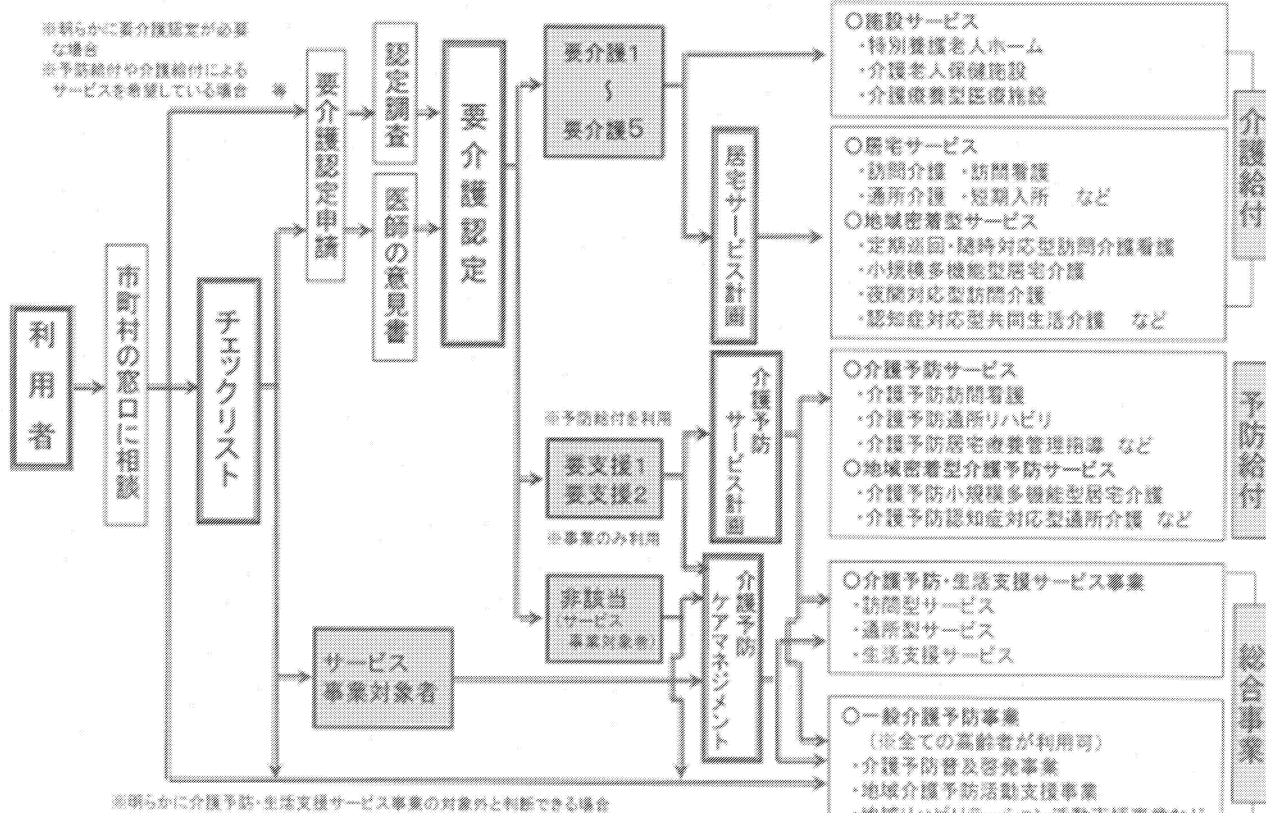 ※明らかに要介護認定が必要
な場合
※予防給付や介護給付による
サービスを希望している場合 等
利用者
市町村の窓口に相談
チェックリスト
要介護認定申請
認定調査
医師の意見書
要介護認定
要介護1
〜
要介護5
※予防給付を利用
要支援1
要支援2
※事業のみ利用
非該当
(サービス
事業対象者)
サービス
事業対象者
居宅サービス計画
介護予防
サービス計画
介護予防
ケアマネジメント
○施設サービス
・特別養護老人ホーム
・介護老人保健施設
・介護療養型医療施設
○居宅サービス
・訪問介護 ・訪問看護
・通所介護 ・短期入所 など
○地域密着型サービス
・定期巡回・随時対応型訪問介護看護
・小規模多機能型居宅介護
・夜間対応型訪問介護
・認知症対応型共同生活介護 など
介護給付
○介護予防サービス
・介護予防訪問看護
・介護予防通所リハビリ
・介護予防居宅療養管理指導 など
○地域密着型介護予防サービス
・介護予防小規模多機能型居宅介護
・介護予防認知症対応型通所介護 など
予防給付
○介護予防・生活支援サービス事業
・訪問型サービス
・通所型サービス
・生活支援サービス
○一般介護予防事業
(※全ての高齢者が利用可)
・介護予防普及啓発事業
・地域介護予防活動支援事業
総合事業
※明らかに介護予防・生活支援サービス事業の対象外と判断できる場合